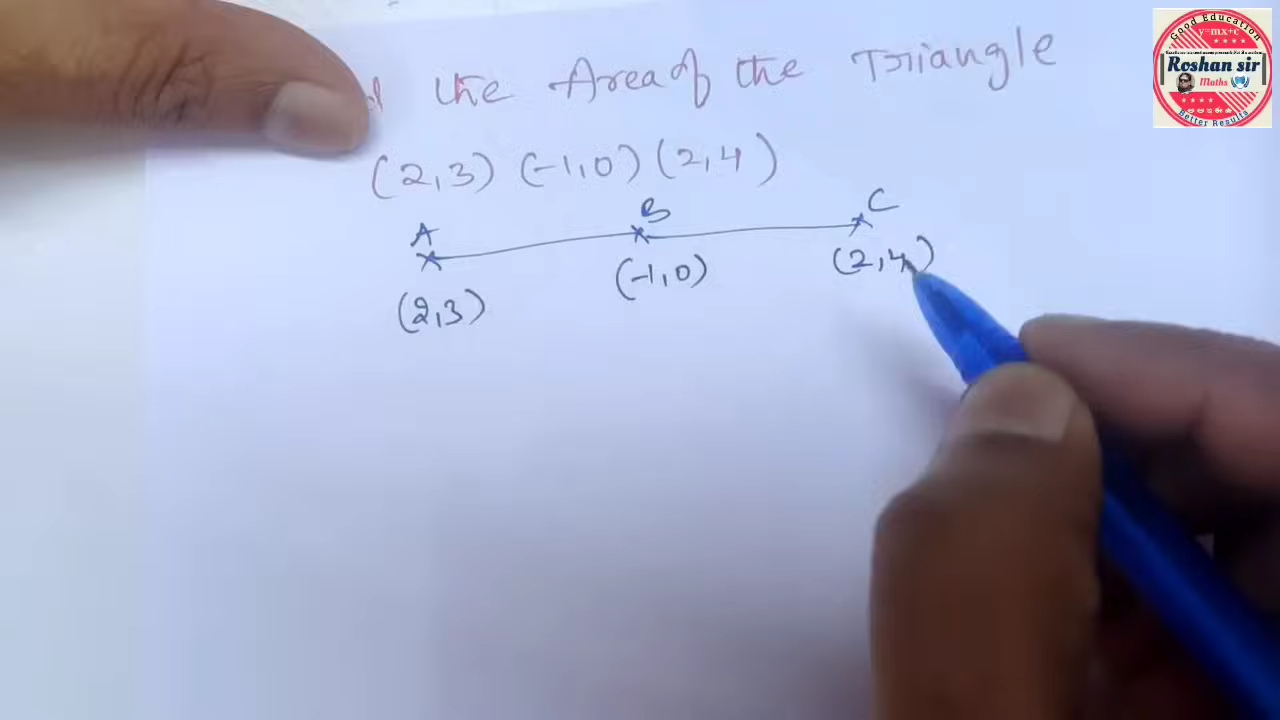 the Area of the Triangle
(2,3) (-1,0) (2,4)
A B C
(2,3) (-1,0) (2,4)
Good Education
y=mx+c
Roshan sir
Maths
Better Results